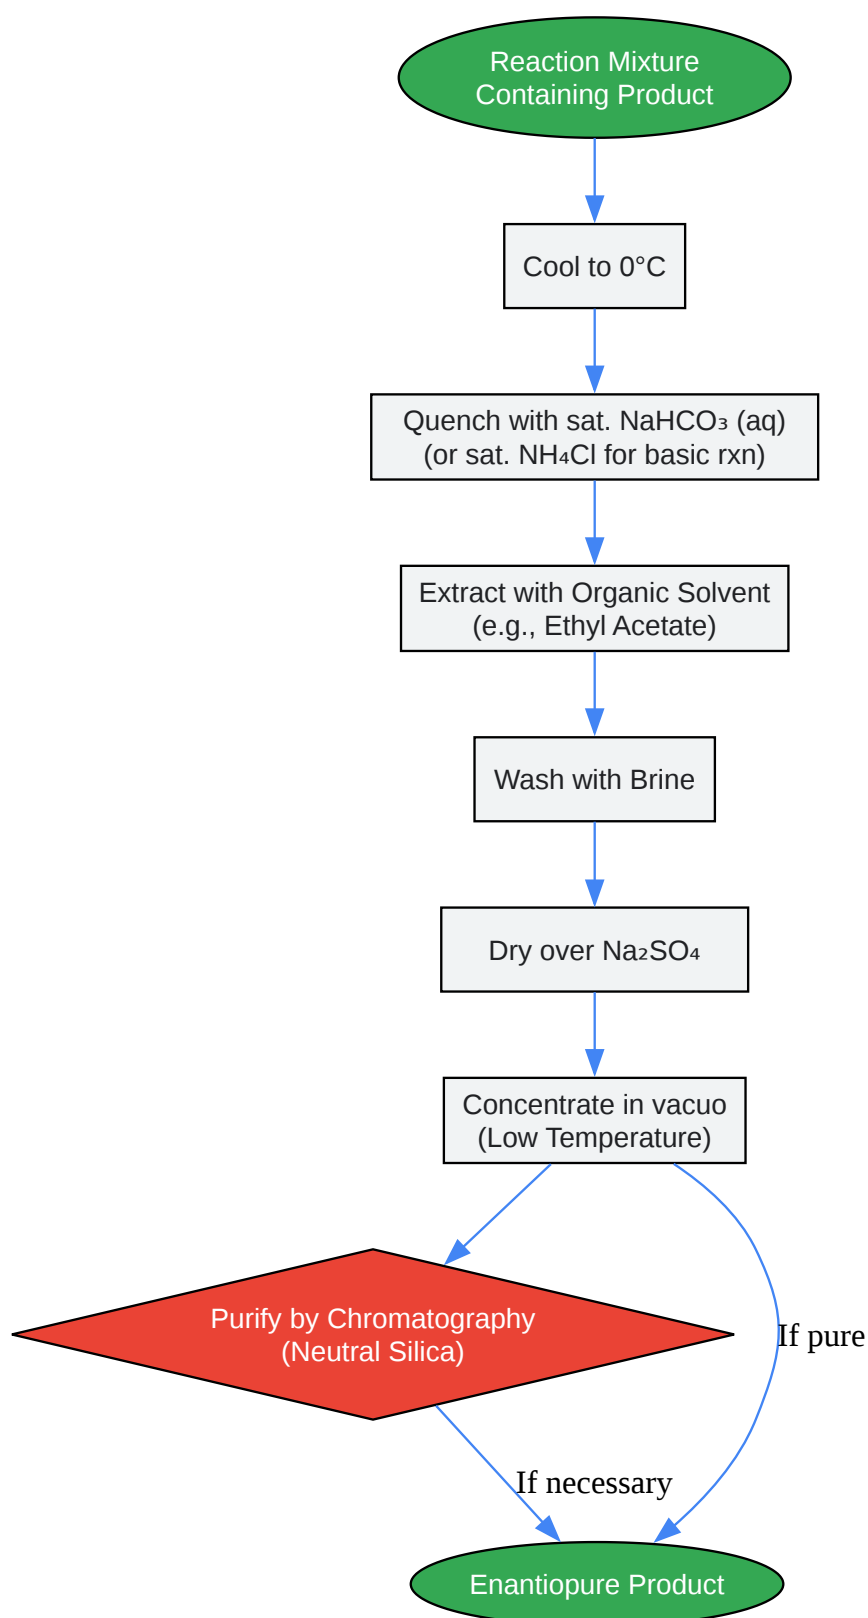 Reaction Mixture
Containing Product
Cool to 0°C
Quench with sat. NaHCO₃ (aq)
(or sat. NH₄Cl for basic rxn)
Extract with Organic Solvent
(e.g., Ethyl Acetate)
Wash with Brine
Dry over Na₂SO₄
Concentrate in vacuo
(Low Temperature)
Purify by Chromatography
(Neutral Silica)
If pure
If necessary
Enantiopure Product